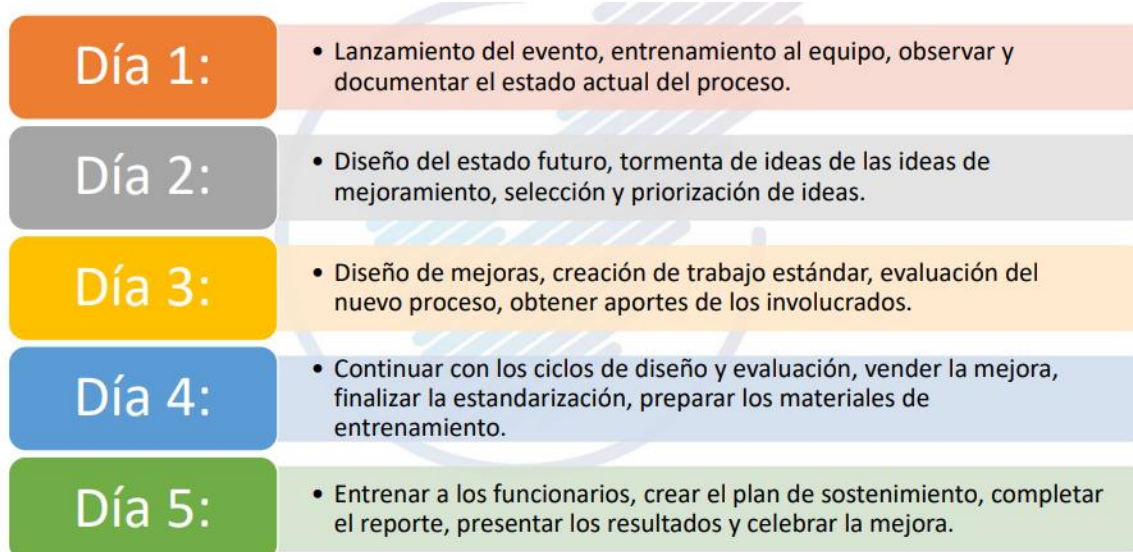 Día 1:
• Lanzamiento del evento, entrenamiento al equipo, observar y
documentar el estado actual del proceso.
Día 2:
• Diseño del estado futuro, tormenta de ideas de las ideas de
mejoramiento, selección y priorización de ideas.
Día 3:
• Diseño de mejoras, creación de trabajo estándar, evaluación del
nuevo proceso, obtener aportes de los involucrados.
Día 4:
• Continuar con los ciclos de diseño y evaluación, vender la mejora,
finalizar la estandarización, preparar los materiales de
entrenamiento.
Día 5:
• Entrenar a los funcionarios, crear el plan de sostenimiento, completar
el reporte, presentar los resultados y celebrar la mejora.